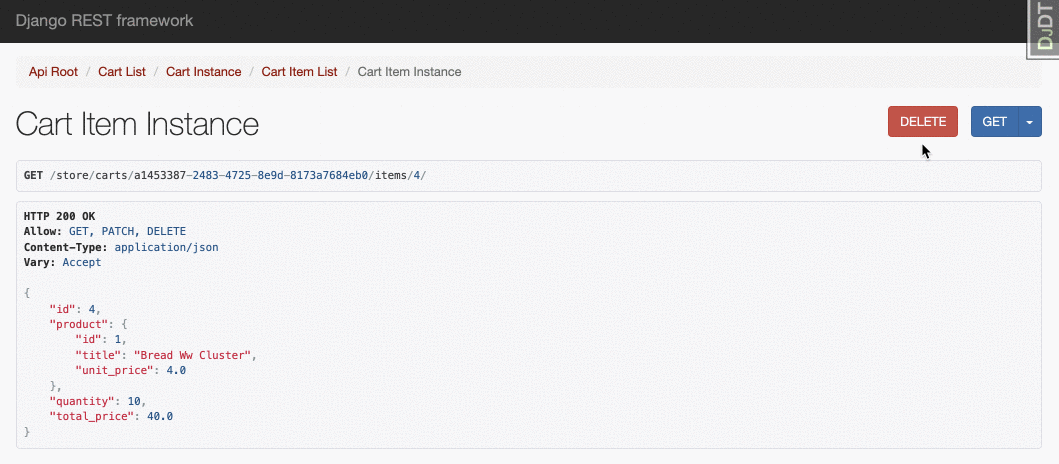 Django REST framework
DJDT
Api Root / Cart List / Cart Instance / Cart Item List / Cart Item Instance
Cart Item Instance
DELETE
GET
GET /store/carts/a1453387-2483-4725-8e9d-8173a7684eb0/items/4/
HTTP 200 OK
Allow: GET, PATCH, DELETE
Content-Type: application/json
Vary: Accept
{
    "id": 4,
    "product": {
        "id": 1,
        "title": "Bread Ww Cluster",
        "unit_price": 4.0
    },
    "quantity": 10,
    "total_price": 40.0
}